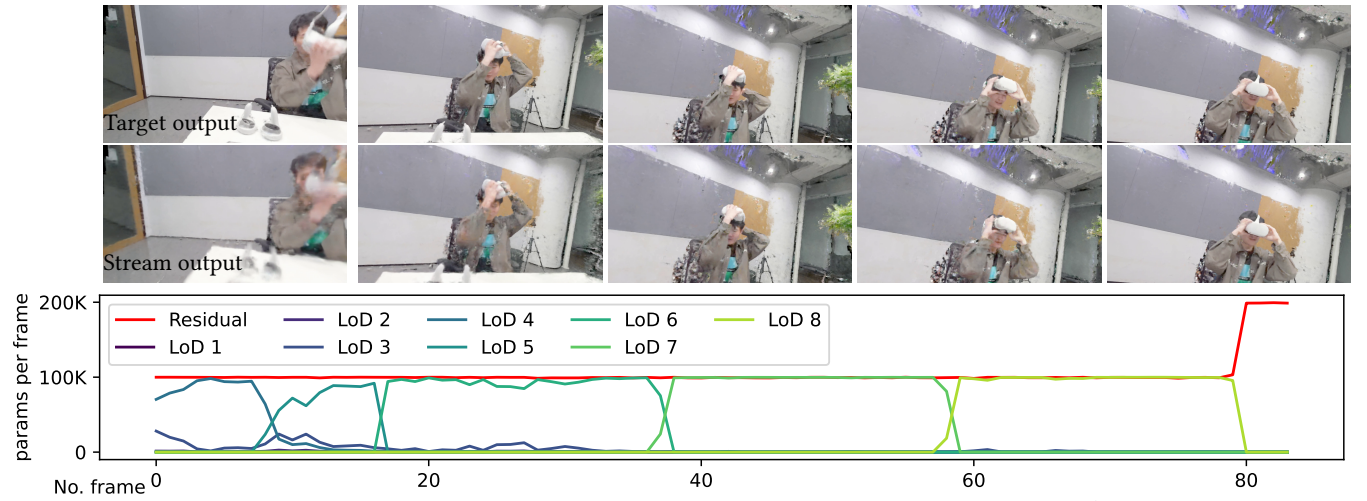 Target output
Stream output
params per frame
200K
100K
0
Residual
LoD 1
LoD 2
LoD 3
LoD 4
LoD 5
LoD 6
LoD 7
LoD 8
No. frame
0
20
40
60
80